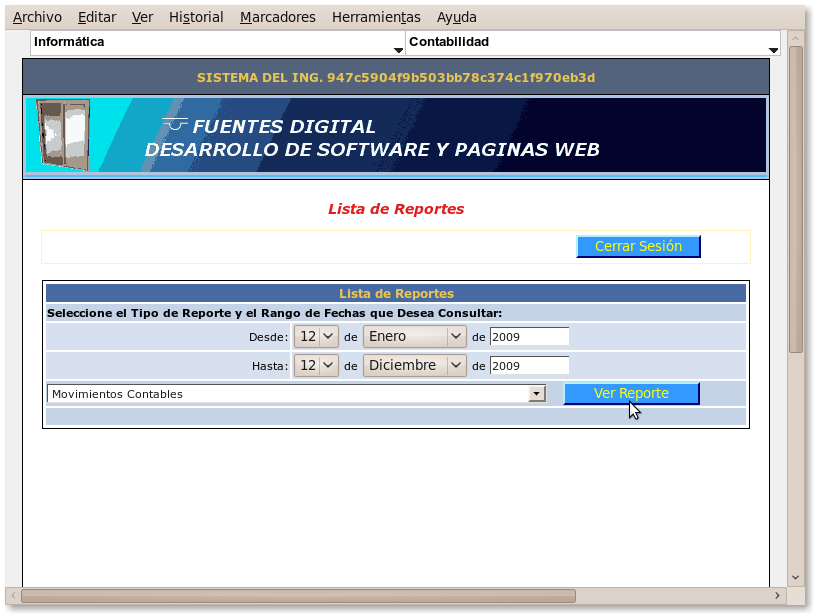 Archivo Editar Ver Historial Marcadores Herramientas Ayuda
Informática Contabilidad
SISTEMA DEL ING. 947c5904f9b503bb78c374c1f970eb3d
FUENTES DIGITAL
DESARROLLO DE SOFTWARE Y PAGINAS WEB
Lista de Reportes
Cerrar Sesión
Lista de Reportes
Seleccione el Tipo de Reporte y el Rango de Fechas que Desea Consultar:
Desde: 12 de Enero de 2009
Hasta: 12 de Diciembre de 2009
Movimientos Contables Ver Reporte